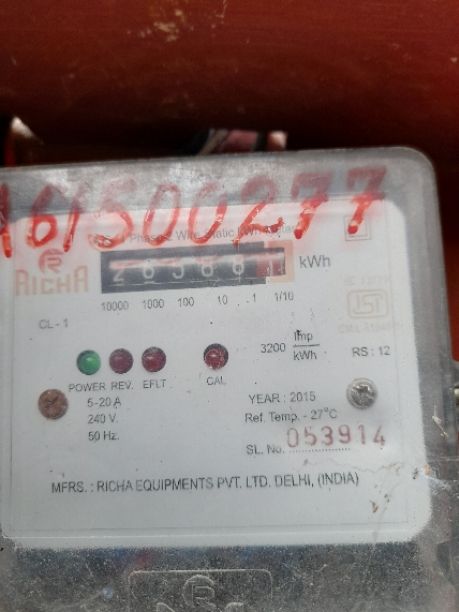 161500277
kWh
RICHA
10000 1000 100 10 1 1/10
CL - 1
3200 Imp/kWh
RS : 12
POWER REV. EFLT CAL
5-20 A
240 V.
50 Hz.
YEAR : 2015
Ref. Temp. - 27°C
SL. No. 053914
MFRS. : RICHA EQUIPMENTS PVT. LTD. DELHI, (INDIA)